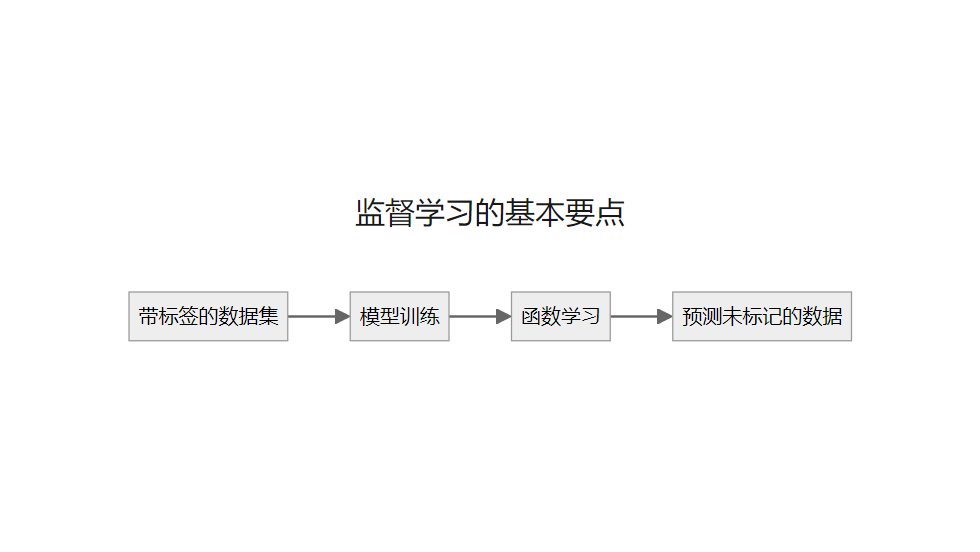 监督学习的基本要点
带标签的数据集
模型训练
函数学习
预测未标记的数据